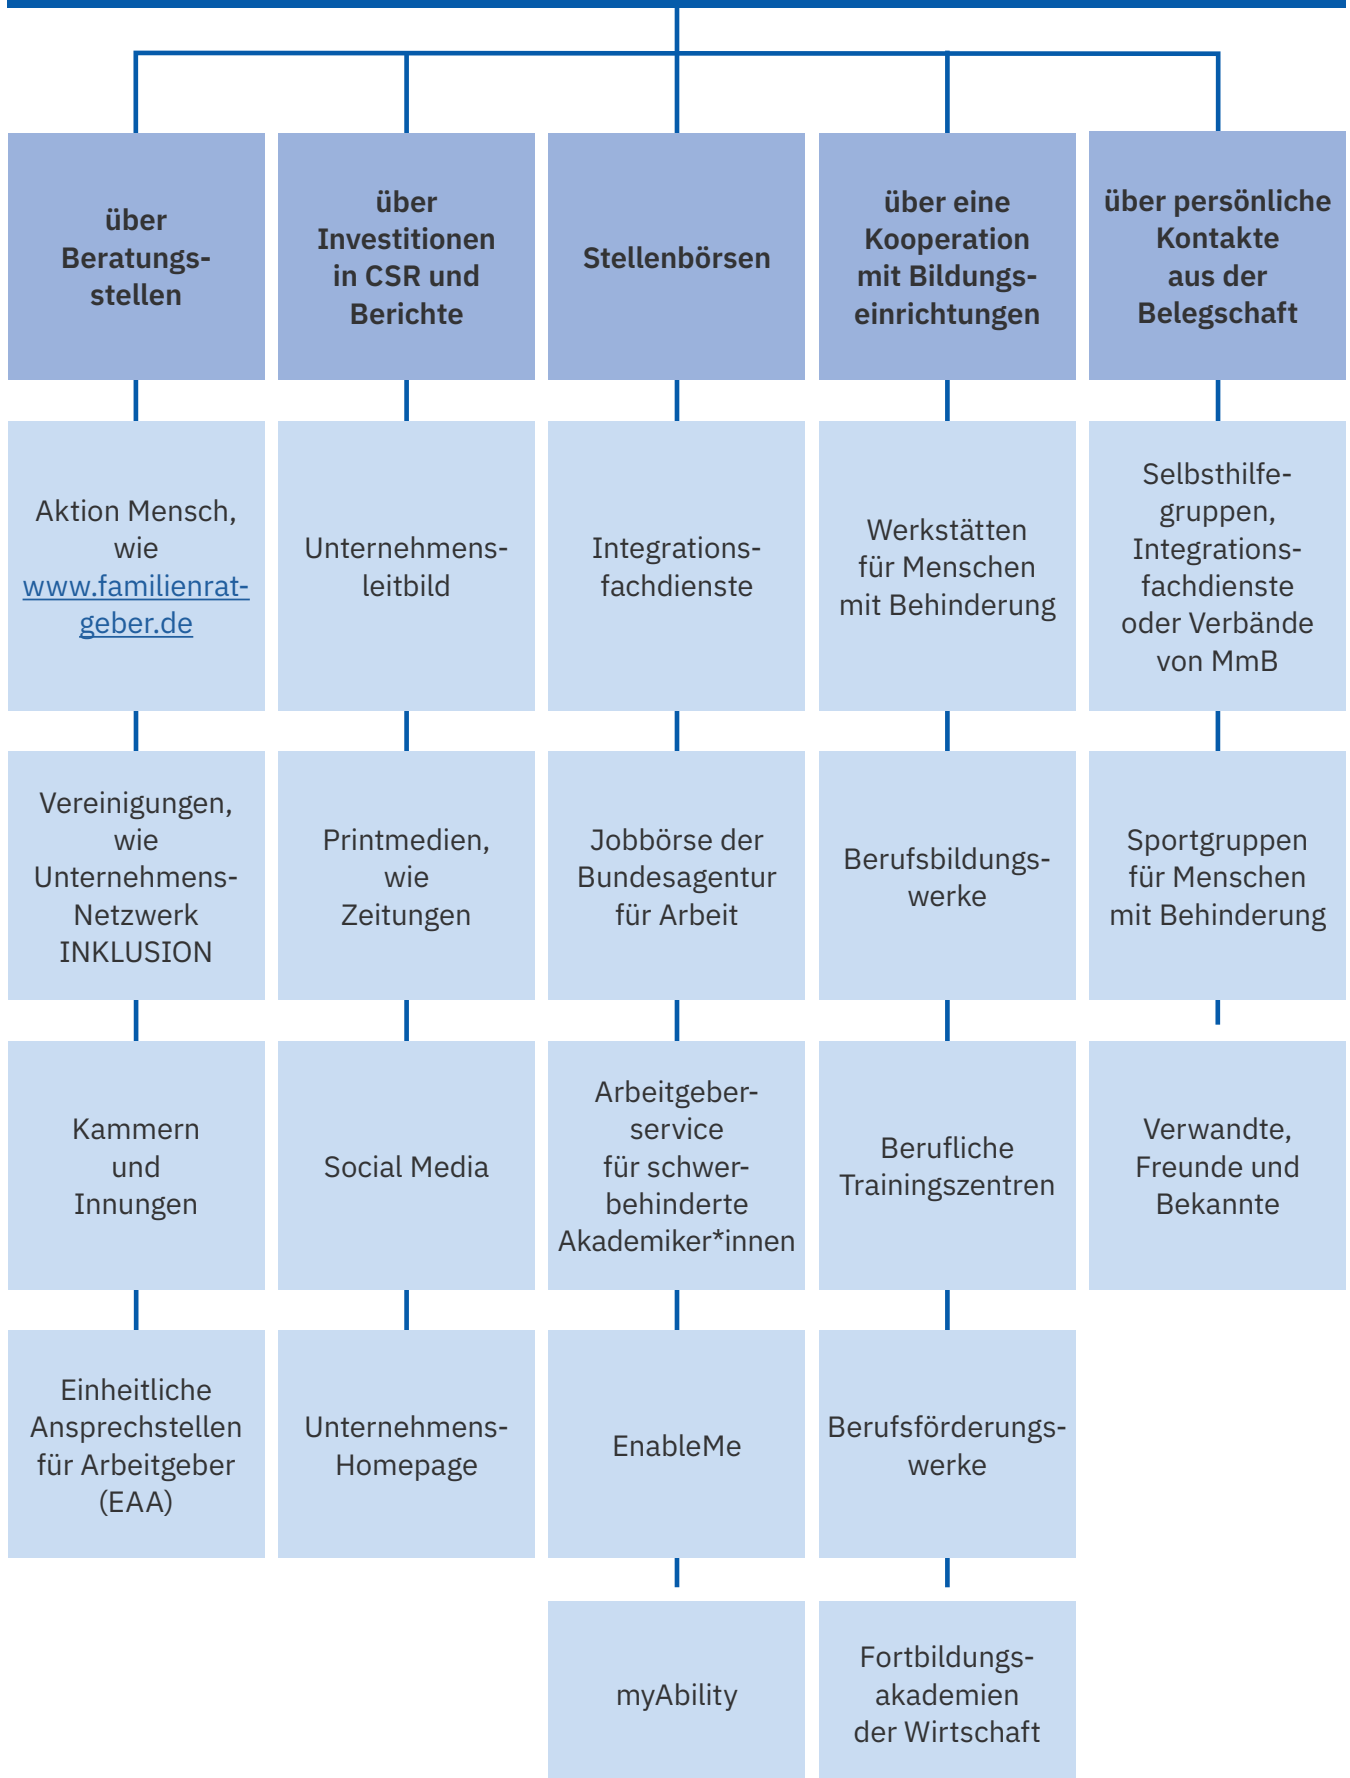 über
Beratungs-
stellen
über
Investitionen
in CSR und
Berichte
Stellenbörsen
über eine
Kooperation
mit Bildungs-
einrichtungen
über persönliche
Kontakte
aus der
Belegschaft
Aktion Mensch,
wie
www.familienrat-
geber.de
Unternehmens-
leitbild
Integrations-
fachdienste
Werkstätten
für Menschen
mit Behinderung
Selbsthilfe-
gruppen,
Integrations-
fachdienste
oder Verbände
von MmB
Vereinigungen,
wie
Unternehmens-
Netzwerk
INKLUSION
Printmedien,
wie
Zeitungen
Jobbörse der
Bundesagentur
für Arbeit
Berufsbildungs-
werke
Sportgruppen
für Menschen
mit Behinderung
Kammern
und
Innungen
Social Media
Arbeitgeber-
service
für schwer-
behinderte
Akademiker*innen
Berufliche
Trainingszentren
Verwandte,
Freunde und
Bekannte
Einheitliche
Ansprechstellen
für Arbeitgeber
(EAA)
Unternehmens-
Homepage
EnableMe
Berufsförderungs-
werke
myAbility
Fortbildungs-
akademien
der Wirtschaft